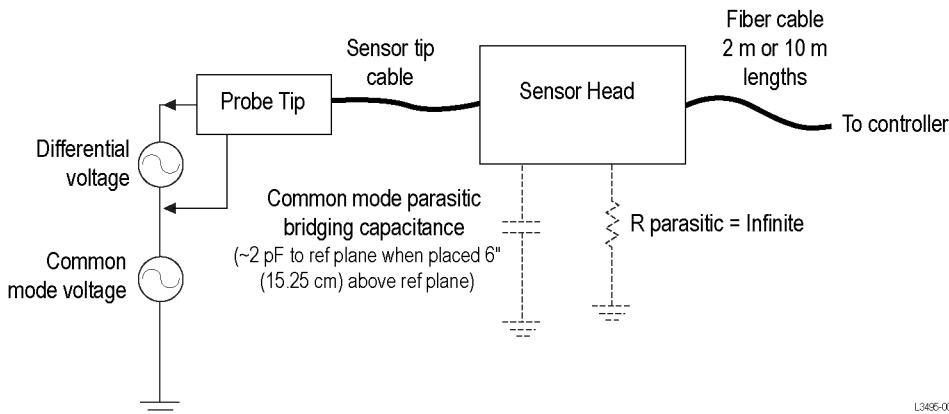 Fiber cable
2 m or 10 m
lengths
Sensor tip
cable
Sensor Head
Probe Tip
To controller
Differential
voltage
Common mode parasitic
bridging capacitance
(~2 pF to ref plane when placed 6"
(15.25 cm) above ref plane)
R parasitic = Infinite
Common
mode voltage